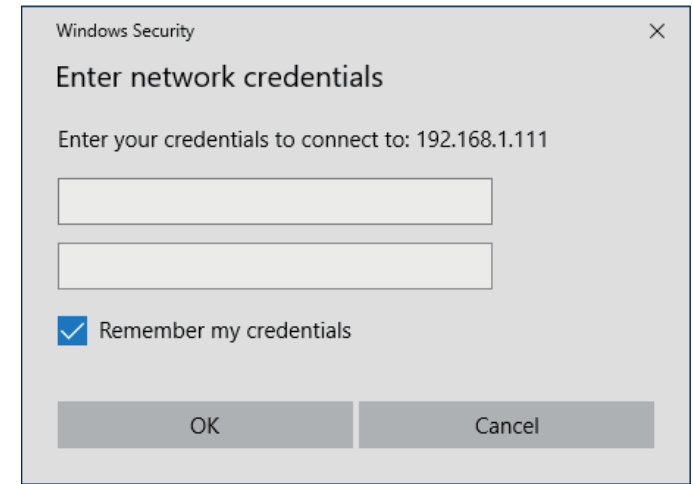 Windows Security
Enter network credentials
Enter your credentials to connect to: 192.168.1.111
Remember my credentials
OK
Cancel